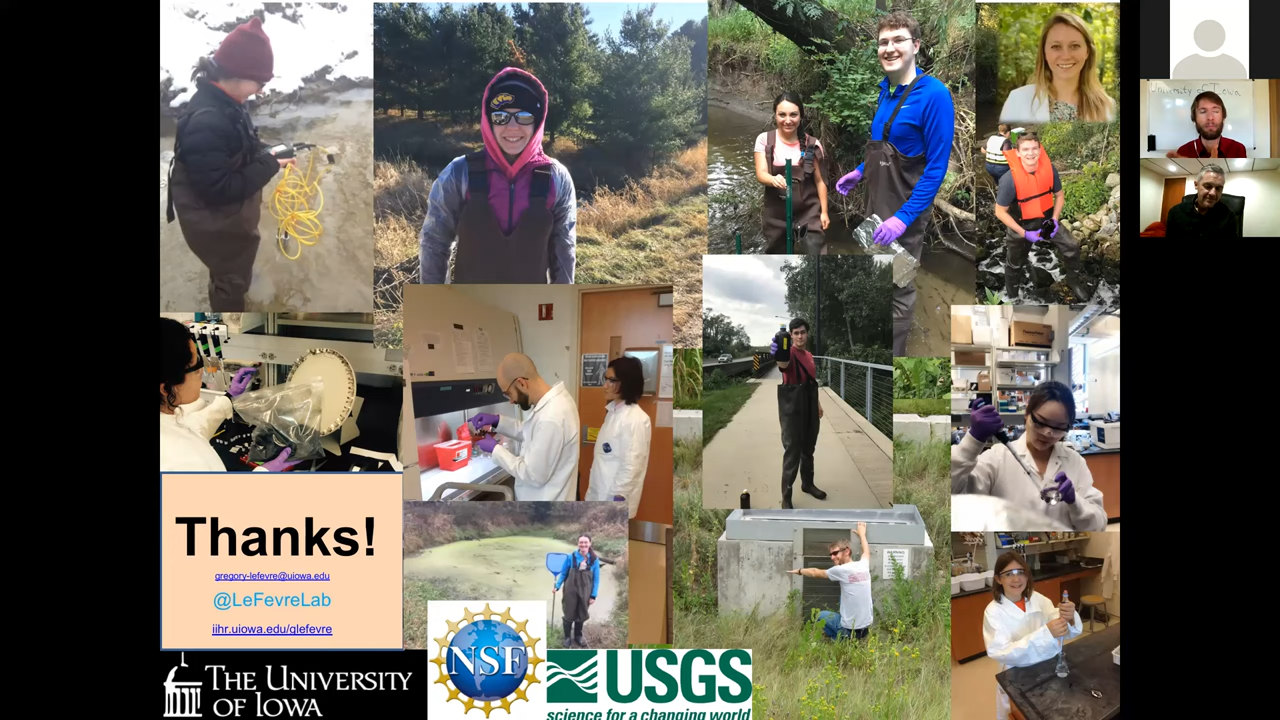 University of Iowa
Thanks!
gregory-lefevre@uiowa.edu
@LeFevreLab
iihr.uiowa.edu/glefevre
THE UNIVERSITY
OF IOWA
NSF
USGS
science for a changing world